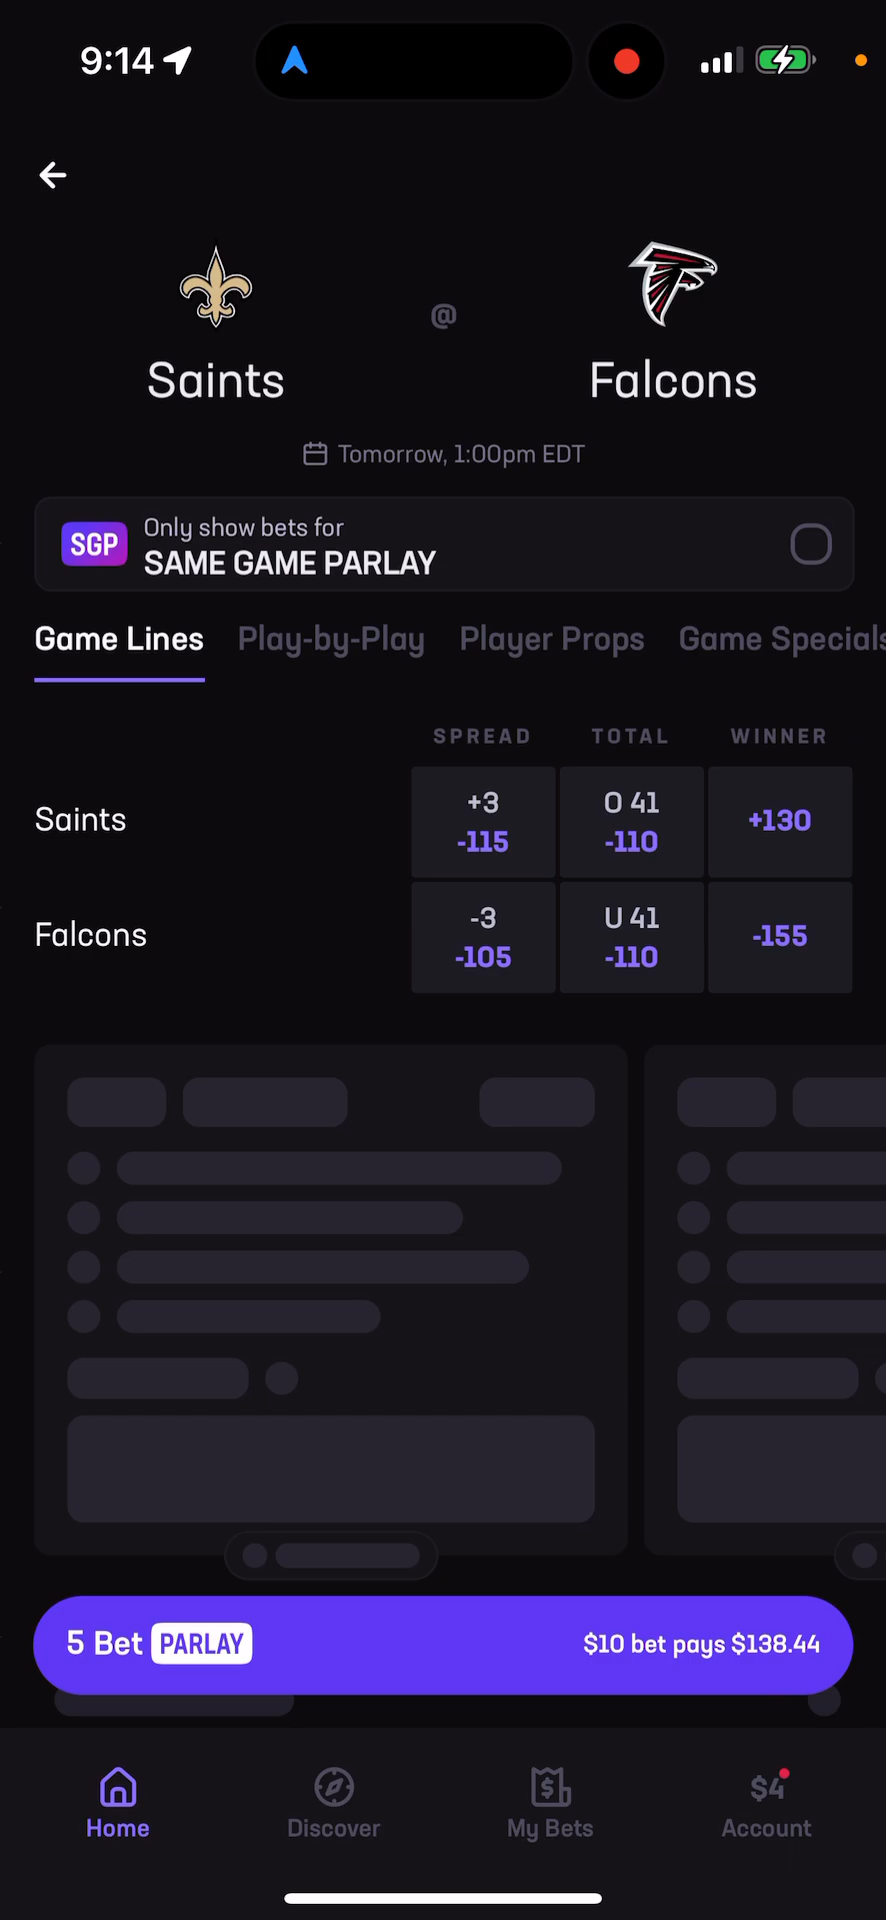 9:14
Saints
@
Falcons
Tomorrow, 1:00pm EDT
SGP
Only show bets for
SAME GAME PARLAY
Game Lines Play-by-Play Player Props Game Specials
SPREAD TOTAL WINNER
Saints
+3
-115
O 41
-110
+130
Falcons
-3
-105
U 41
-110
-155
5 Bet PARLAY $10 bet pays $138.44
$4
Home Discover My Bets Account